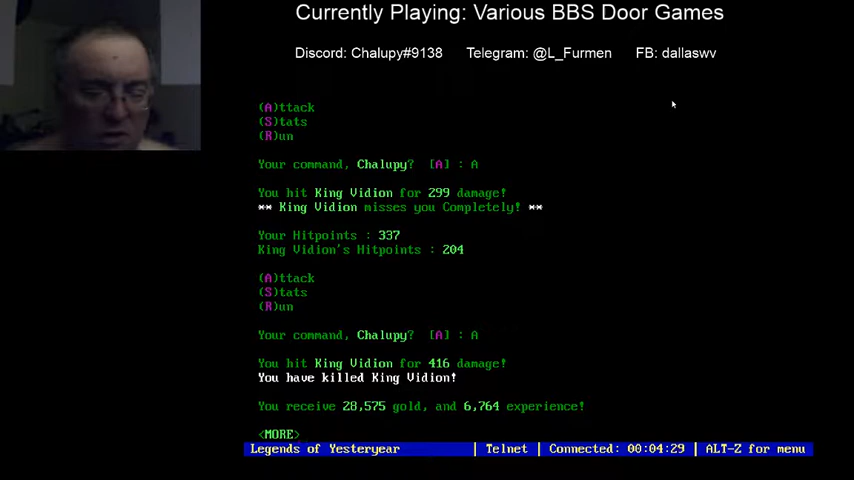 Currently Playing: Various BBS Door Games
Discord: Chalupy#9138 Telegram: @L_Furmen FB: dallaswv
(A)ttack
(S)tats
(R)un
Your command, Chalupy? [A] : A
You hit King Vidion for 299 damage!
** King Vidion misses you Completely! **
Your Hitpoints : 337
King Vidion's Hitpoints : 204
(A)ttack
(S)tats
(R)un
Your command, Chalupy? [A] : A
You hit King Vidion for 416 damage!
You have killed King Vidion!
You receive 28,575 gold, and 6,764 experience!
<MORE>
Legends of Yesteryear | Telnet | Connected: 00:04:29 | ALT-Z for menu